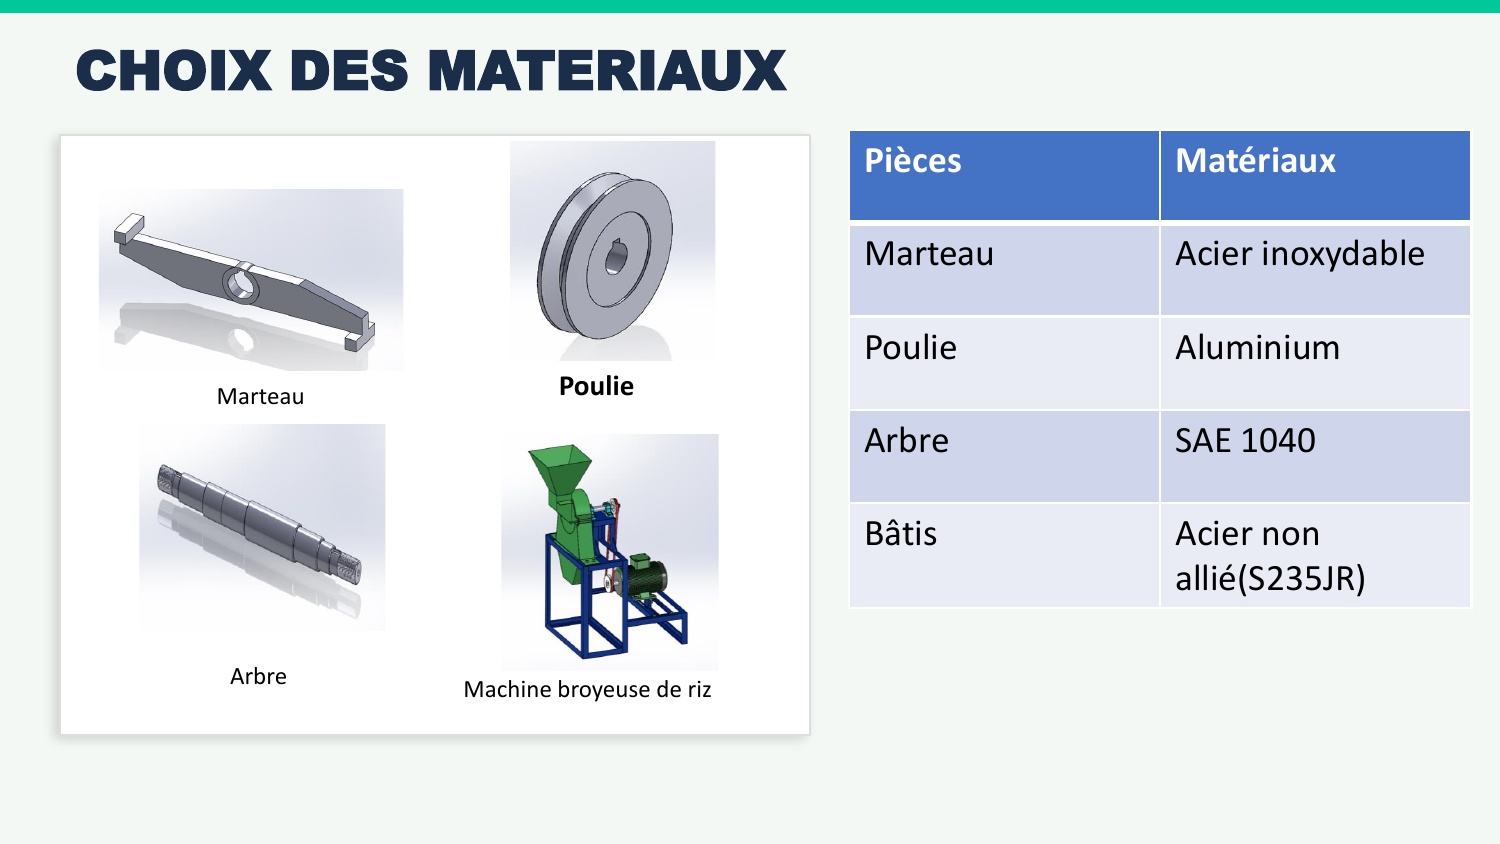 CHOIX DES MATERIAUX
Marteau
Poulie
Arbre
Machine broyeuse de riz
Pièces Matériaux
Marteau Acier inoxydable
Poulie Aluminium
Arbre SAE 1040
Bâtis Acier non
allié(S235JR)